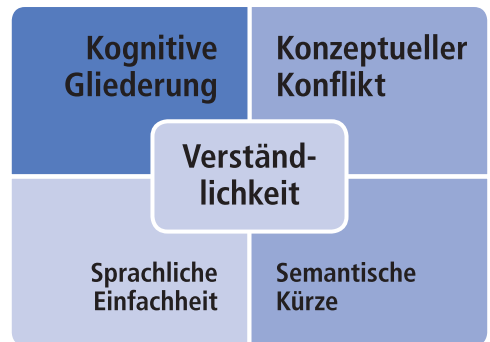 Kognitive
Gliederung
Konzeptueller
Konflikt
Verständ-
lichkeit
Sprachliche
Einfachheit
Semantische
Kürze